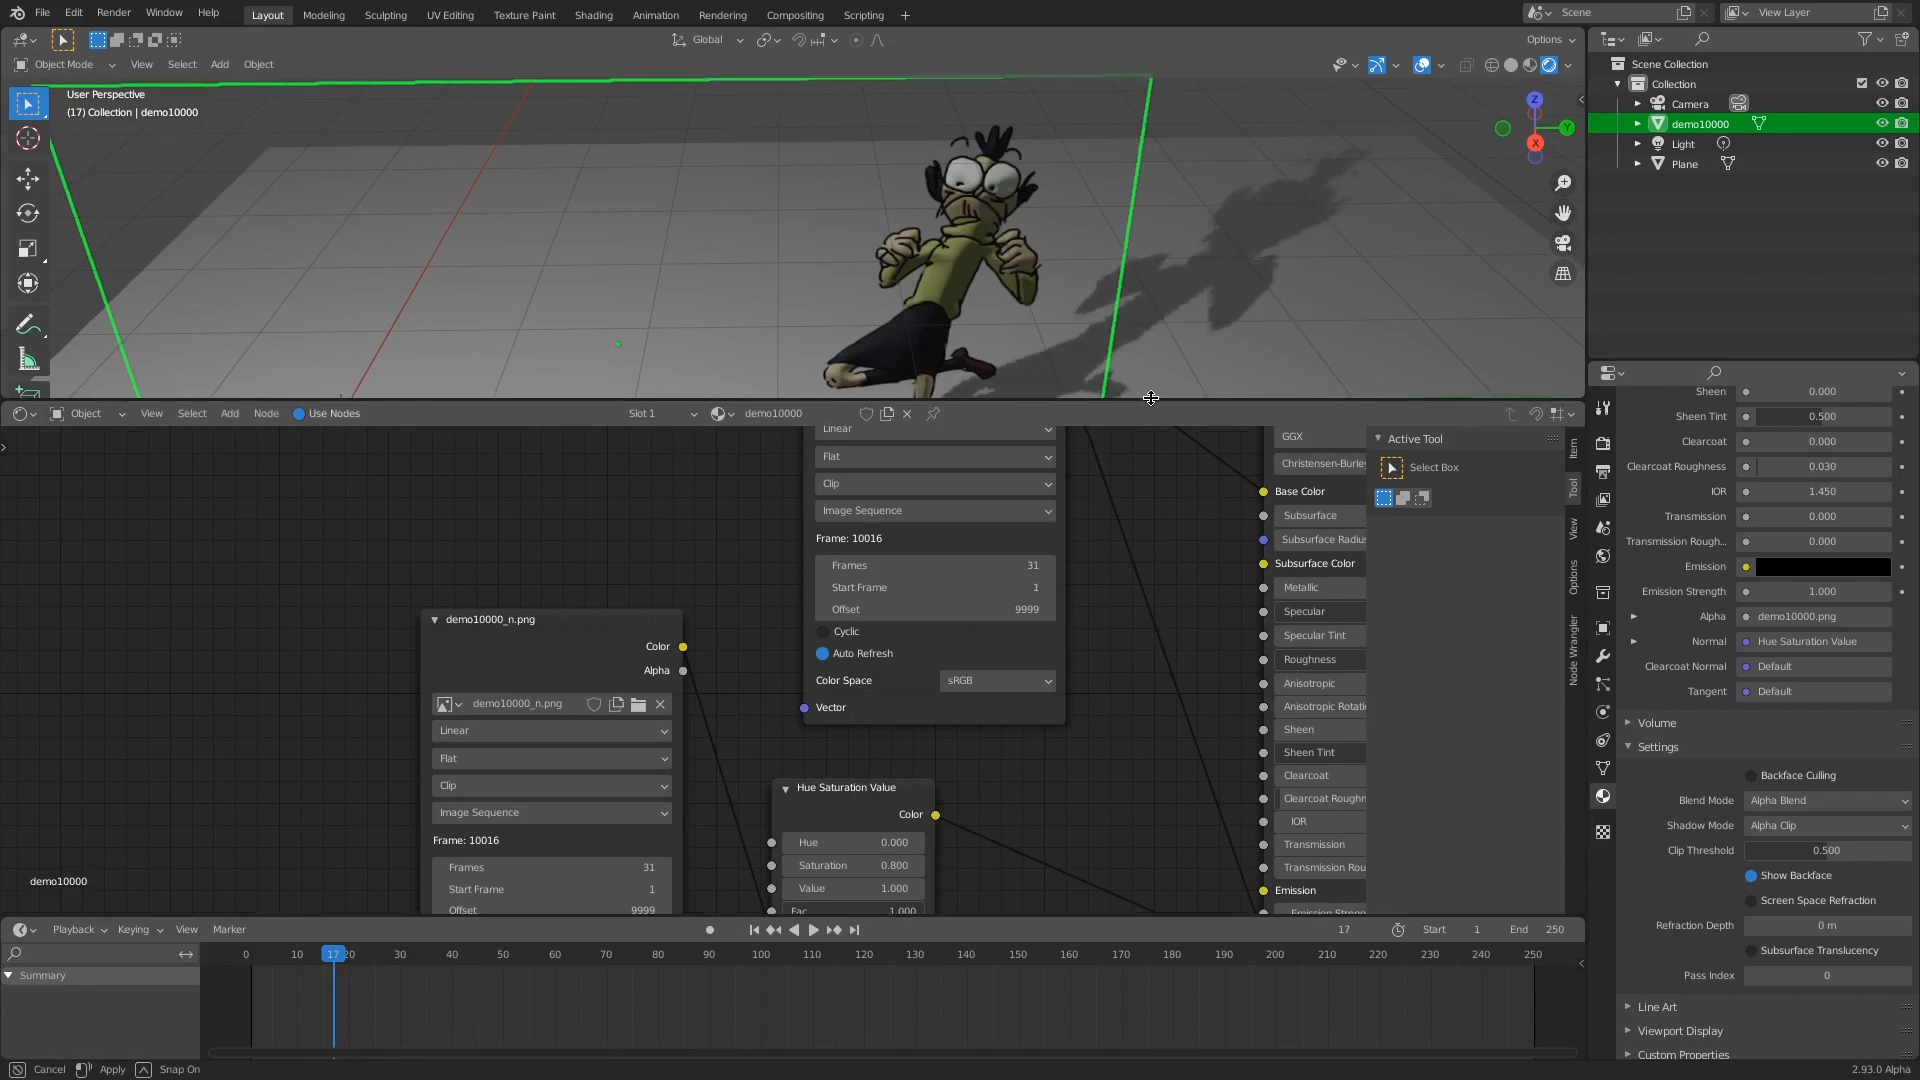 File Edit Render Window Help Layout Modeling Sculpting UV Editing Texture Paint Shading Animation Rendering Compositing Scripting + Scene View Layer
Global Options
Object Mode View Select Add Object
User Perspective
(17) Collection | demo10000
Z
Y
X
Scene Collection
Collection
Camera
demo10000
Light
Plane
Object View Select Add Node Use Nodes Slot 1 demo10000
Linear
Flat
Clip
Image Sequence
Frame: 10016
Frames 31
Start Frame 1
Offset 9999
Cyclic
Auto Refresh
Color Space sRGB
Vector
demo10000_n.png
Color
Alpha
demo10000_n.png
Linear
Flat
Clip
Image Sequence
Frame: 10016
Frames 31
Start Frame 1
Offset 9999
demo10000
Hue Saturation Value
Color
Hue 0.000
Saturation 0.800
Value 1.000
Fac 1.000
GGX
Christensen-Burley
Base Color
Subsurface
Subsurface Radius
Subsurface Color
Metallic
Specular
Specular Tint
Roughness
Anisotropic
Anisotropic Rotati
Sheen
Sheen Tint
Clearcoat
Clearcoat Roughn
IOR
Transmission
Transmission Rou
Emission
Emission Streng
Active Tool
Select Box
Item
Tool
View
Options
Node Wrangler
Sheen 0.000
Sheen Tint 0.500
Clearcoat 0.000
Clearcoat Roughness 0.030
IOR 1.450
Transmission 0.000
Transmission Rough... 0.000
Emission
Emission Strength 1.000
Alpha demo10000.png
Normal Hue Saturation Value
Clearcoat Normal Default
Tangent Default
Volume
Settings
Backface Culling
Blend Mode Alpha Blend
Shadow Mode Alpha Clip
Clip Threshold 0.500
Show Backface
Screen Space Refraction
Refraction Depth 0 m
Subsurface Translucency
Pass Index 0
Line Art
Viewport Display
Custom Properties
Playback Keying View Marker 17 Start 1 End 250
0 10 17 20 30 40 50 60 70 80 90 100 110 120 130 140 150 160 170 180 190 200 210 220 230 240 250
Summary
Cancel Apply Snap On 2.93.0 Alpha